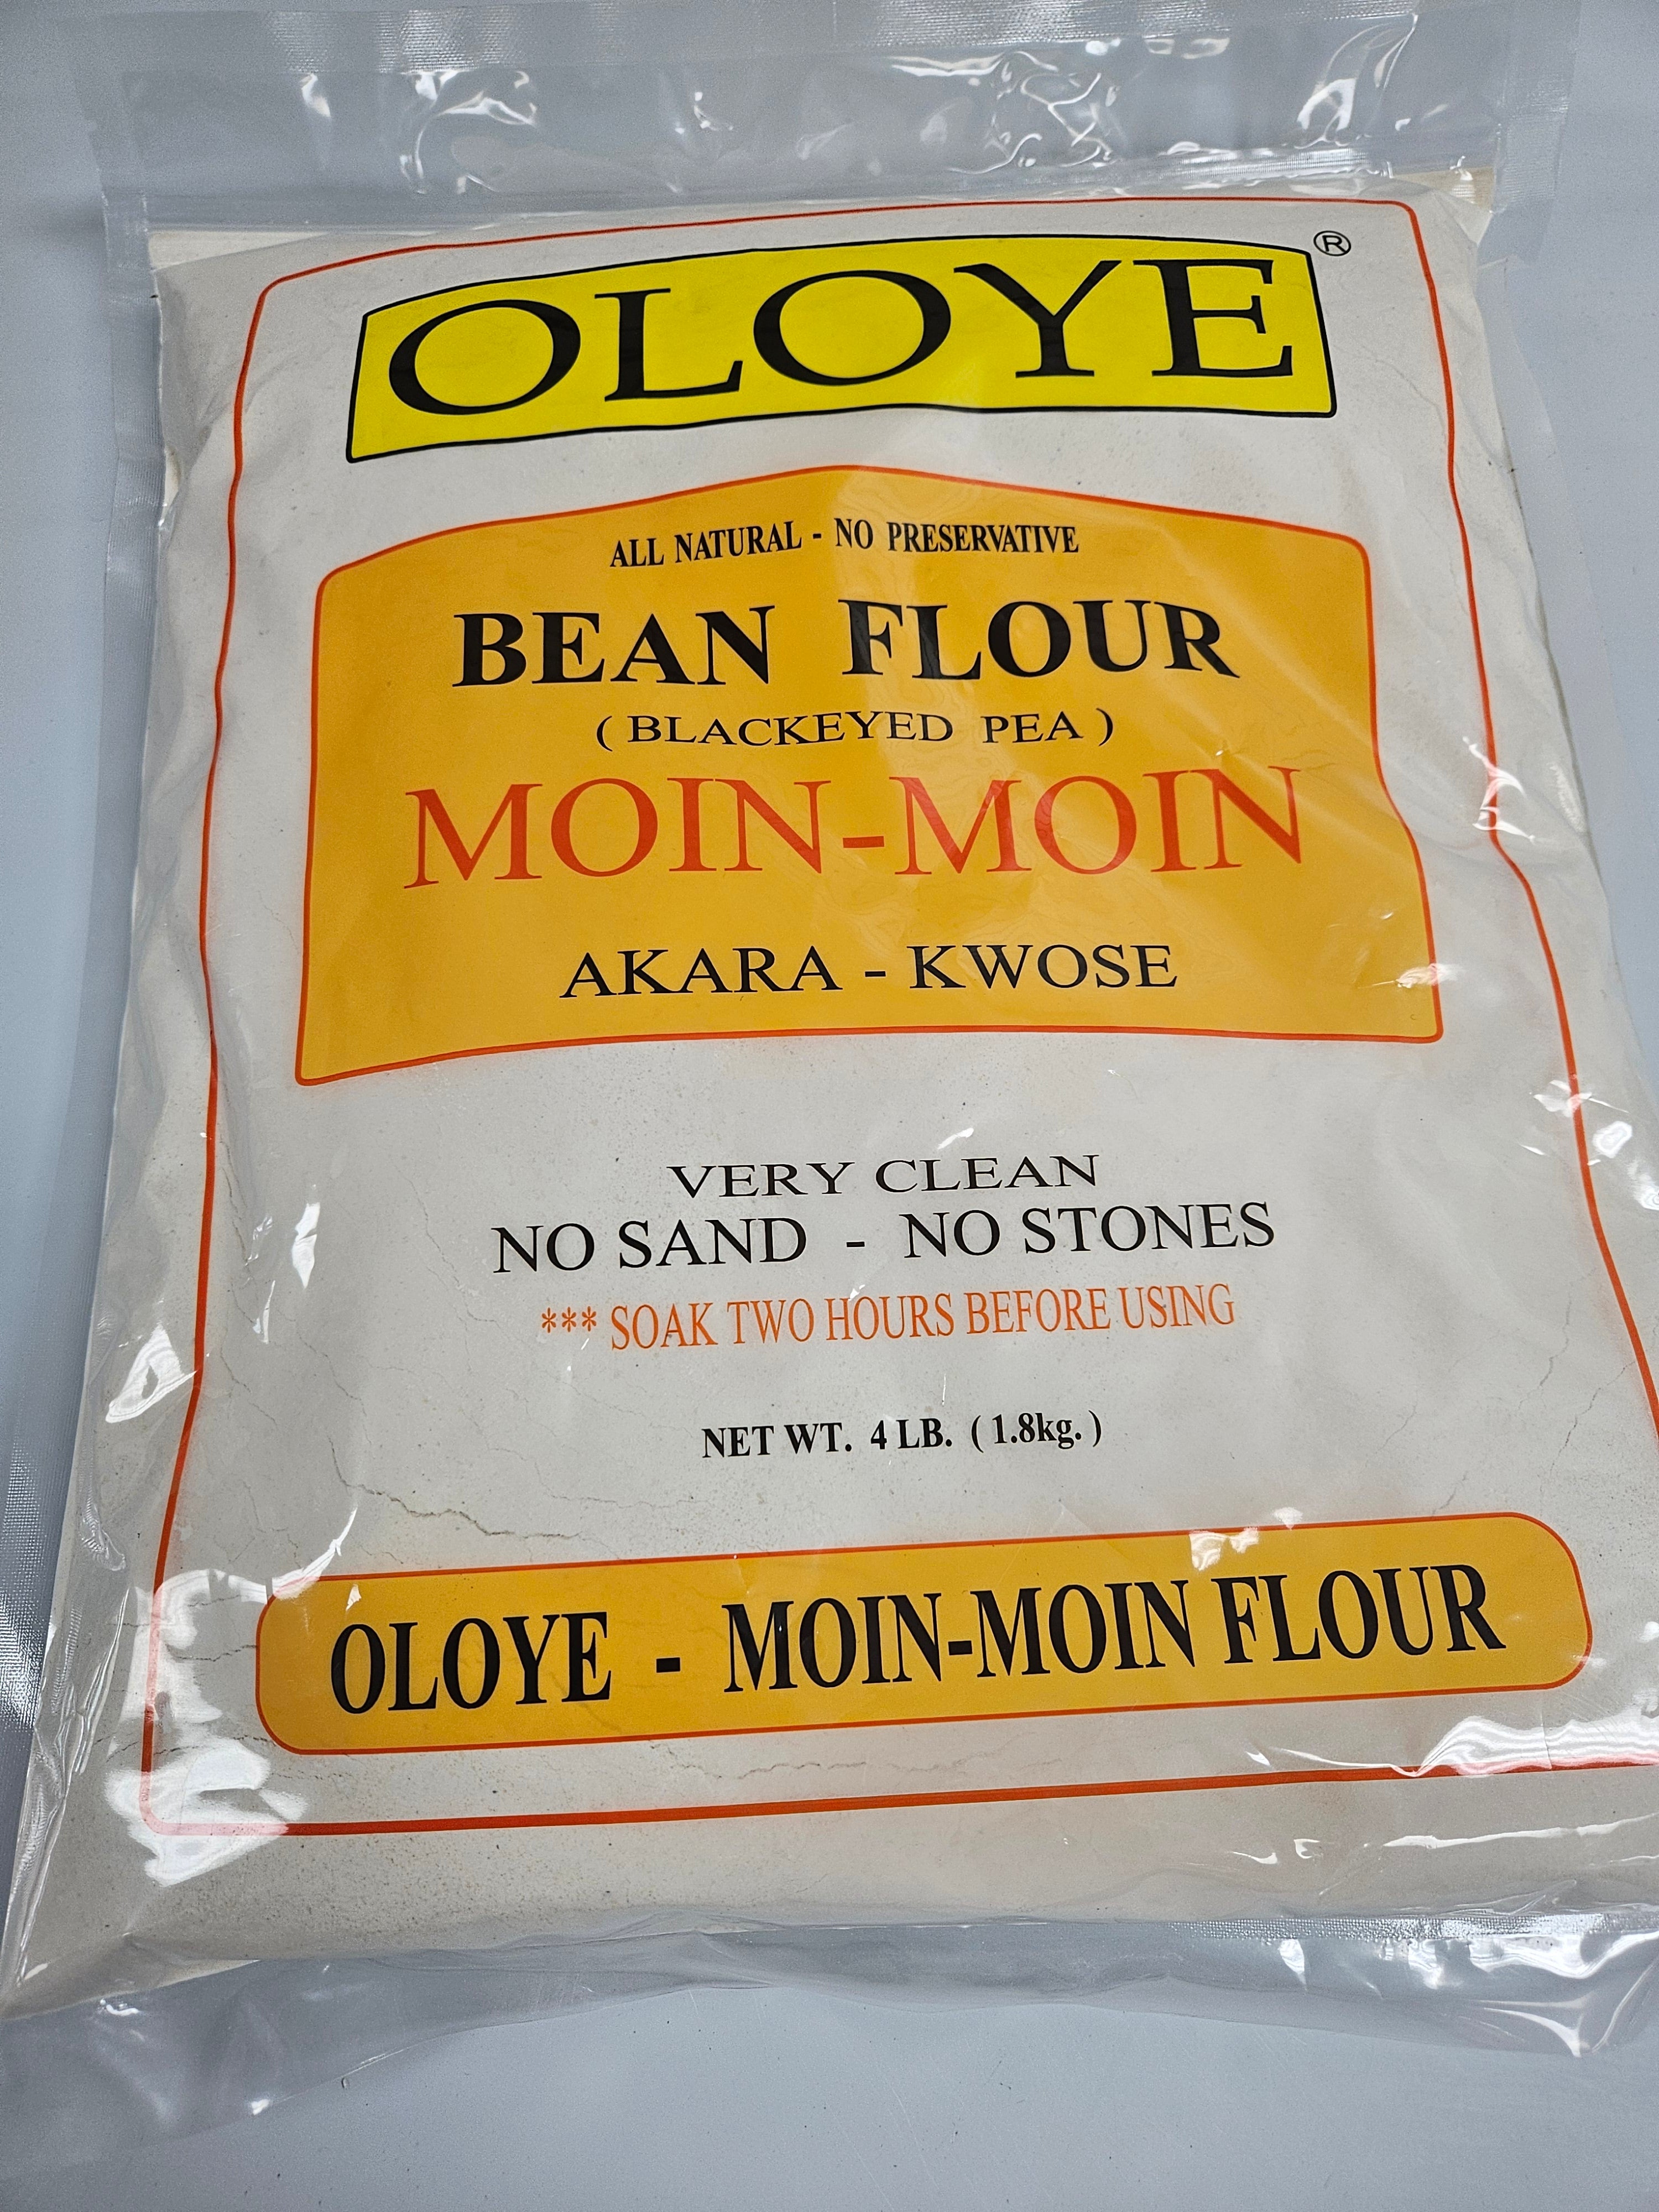 OLOYE ®
ALL NATURAL - NO PRESERVATIVE
BEAN FLOUR
( BLACKEYED PEA )
MOIN-MOIN
AKARA - KWOSE
VERY CLEAN
NO SAND - NO STONES
*** SOAK TWO HOURS BEFORE USING
NET WT. 4 LB. ( 1.8kg. )
OLOYE - MOIN-MOIN FLOUR